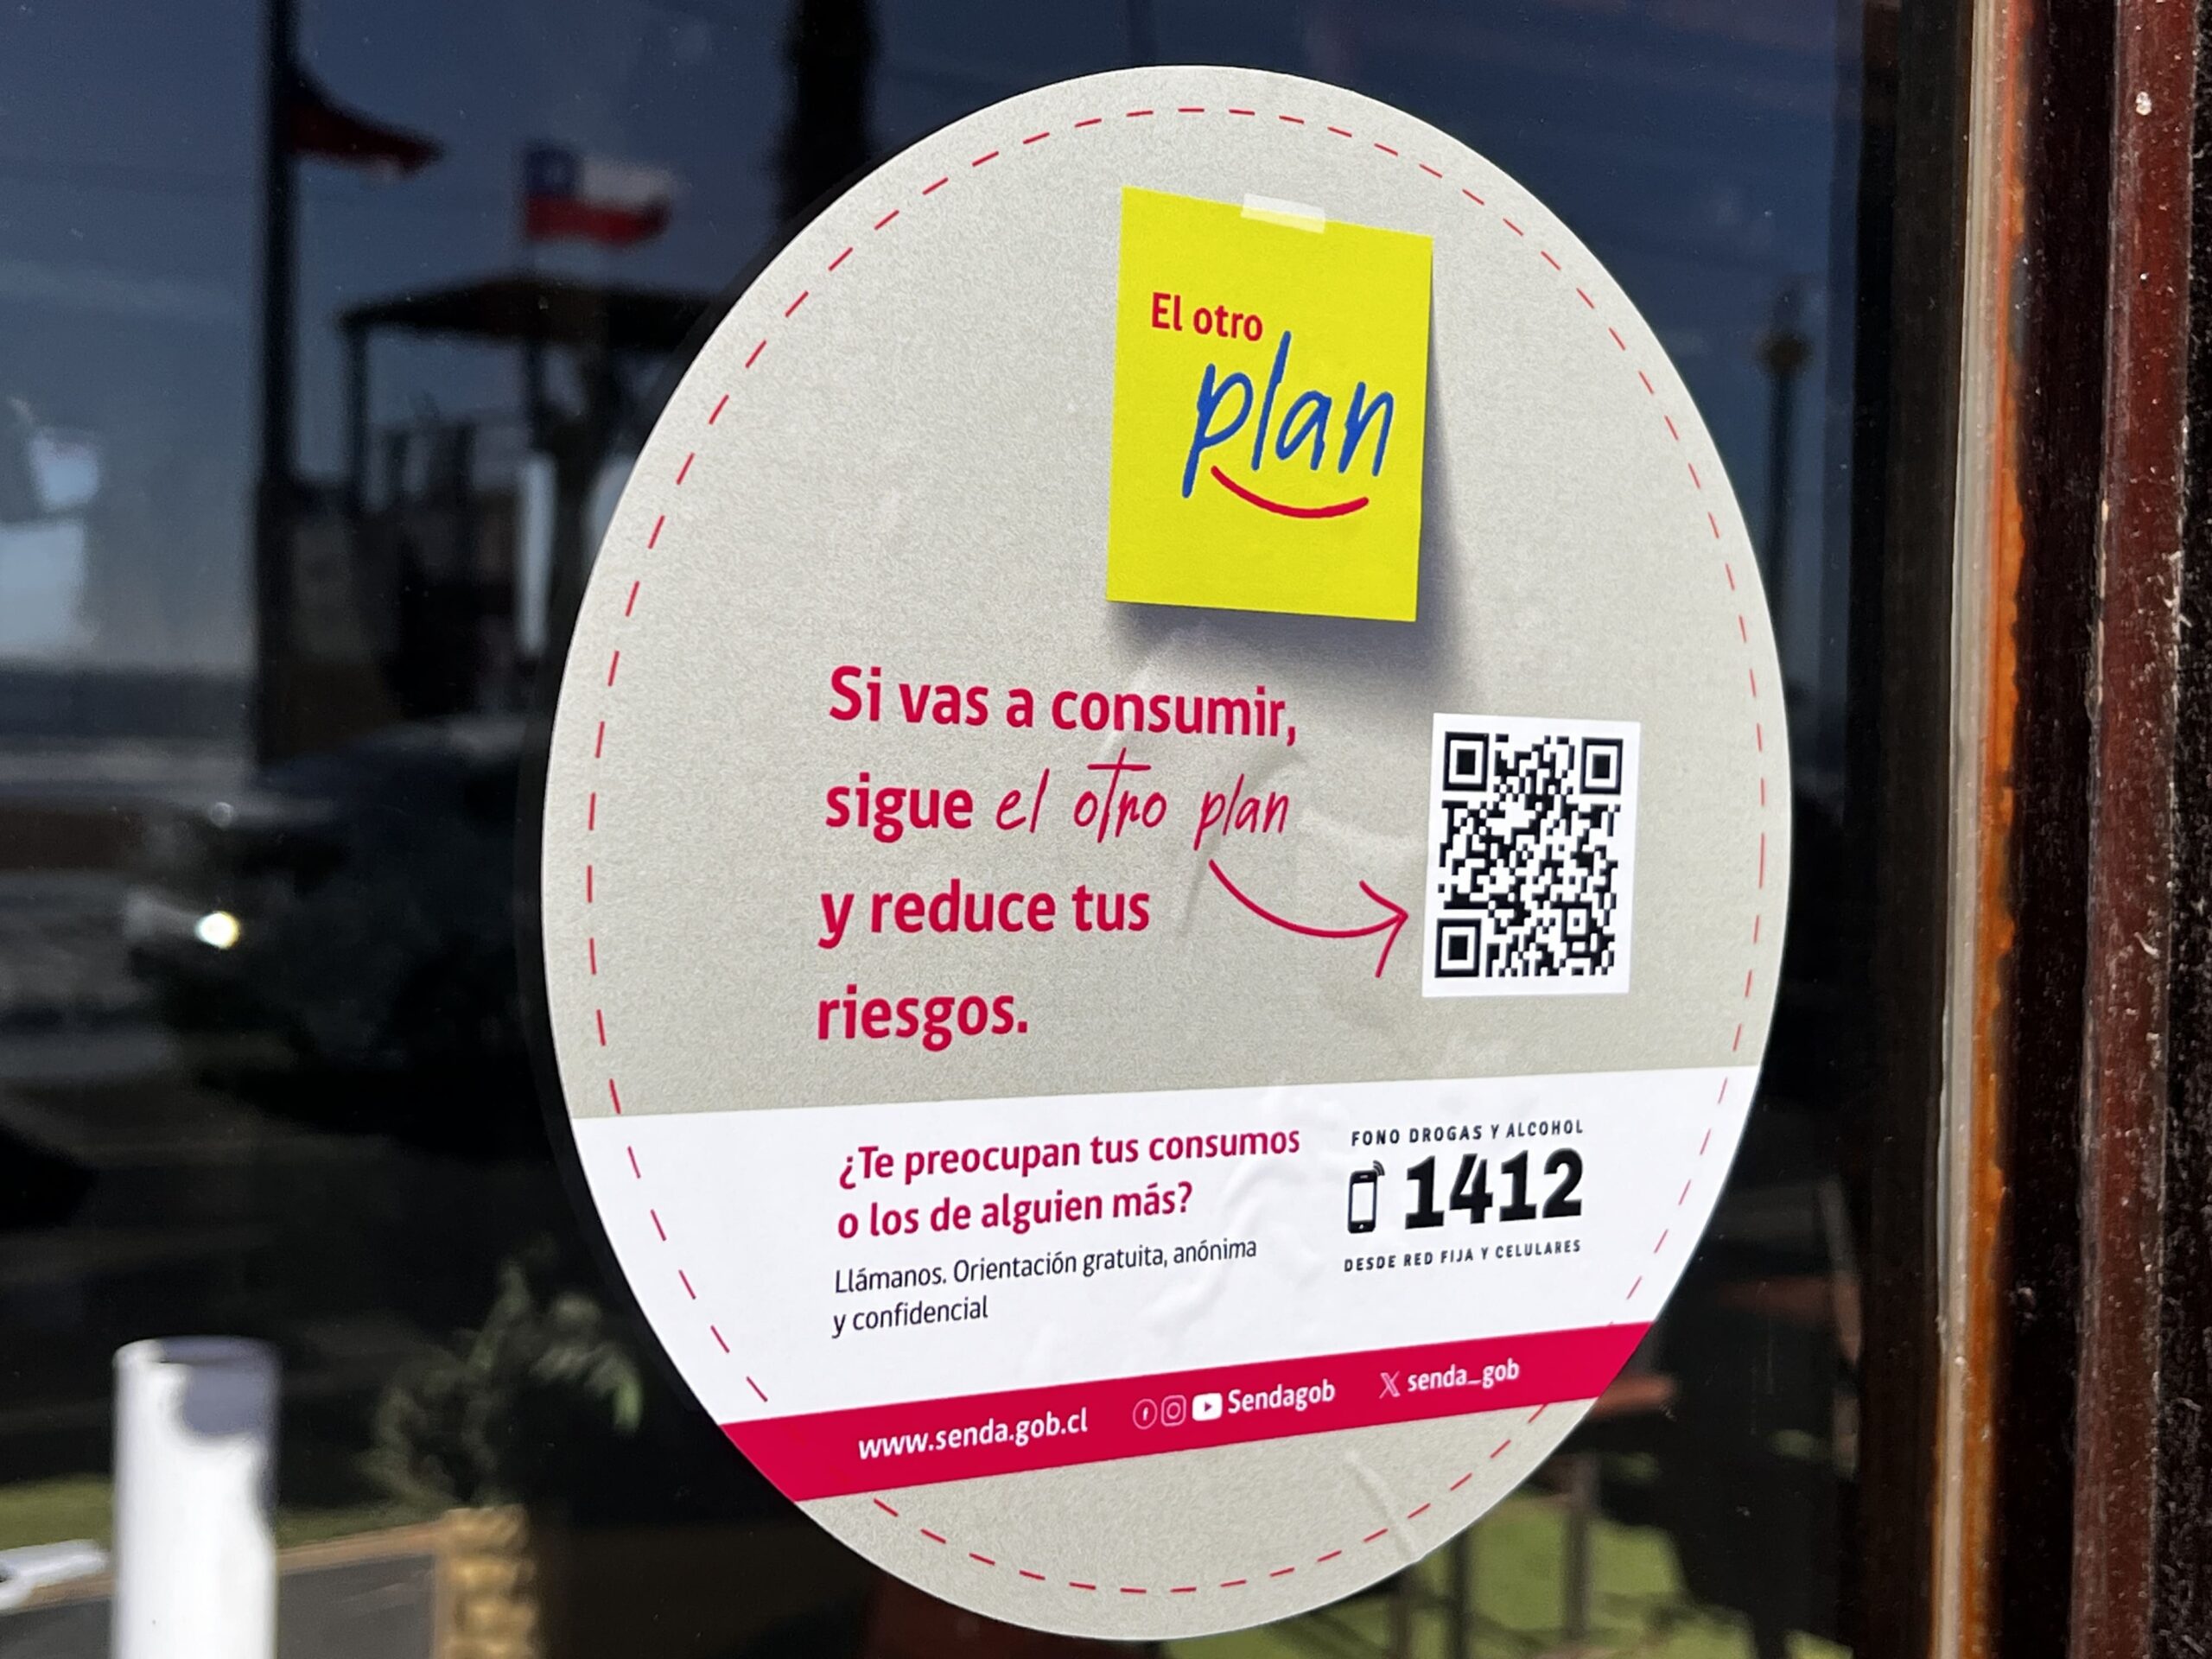 El otro
plan
Si vas a consumir,
sigue el otro plan
y reduce tus
riesgos.
¿Te preocupan tus consumos
o los de alguien más?
Llámanos. Orientación gratuita, anónima
y confidencial
FONO DROGAS Y ALCOHOL
1412
DESDE RED FIJA Y CELULARES
www.senda.gob.cl Sendagob senda_gob